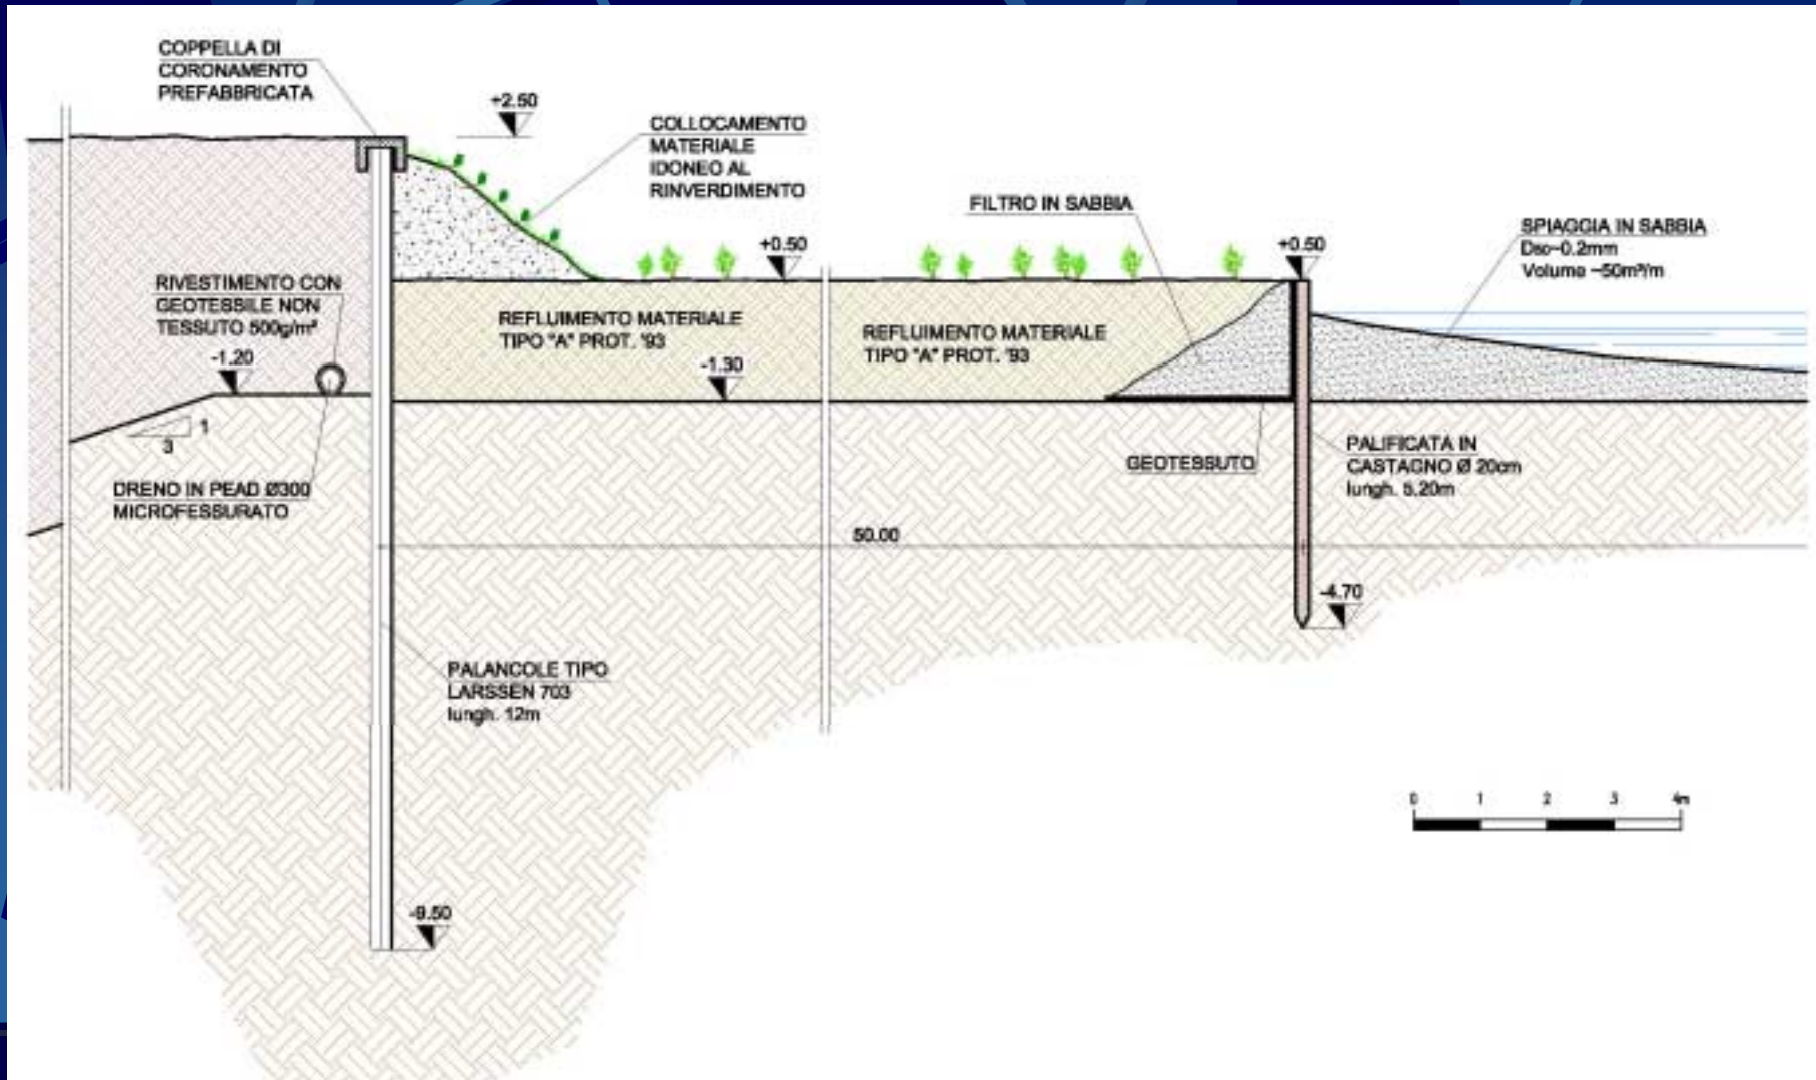 COPPELLA DI
CORONAMENTO
PREFABBRICATA
+2.50
COLLOCAMENTO
MATERIALE
IDONEO AL
RINVERDIMENTO
FILTRO IN SABBIA
+0.50
+0.50
SPIAGGIA IN SABBIA
D50~0.2mm
Volume ~50m³/m
RIVESTIMENTO CON
GEOTESSILE NON
TESSUTO 500g/m²
-1.20
REFLUIMENTO MATERIALE
TIPO "A" PROT. '93
REFLUIMENTO MATERIALE
TIPO "A" PROT. '93
-1.30
1
3
DRENO IN PEAD Ø300
MICROFESSURATO
GEOTESSUTO
PALIFICATA IN
CASTAGNO Ø 20cm
lungh. 5.20m
50.00
-4.70
PALANCOLE TIPO
LARSSEN 703
lungh. 12m
0 1 2 3 4m
-9.50